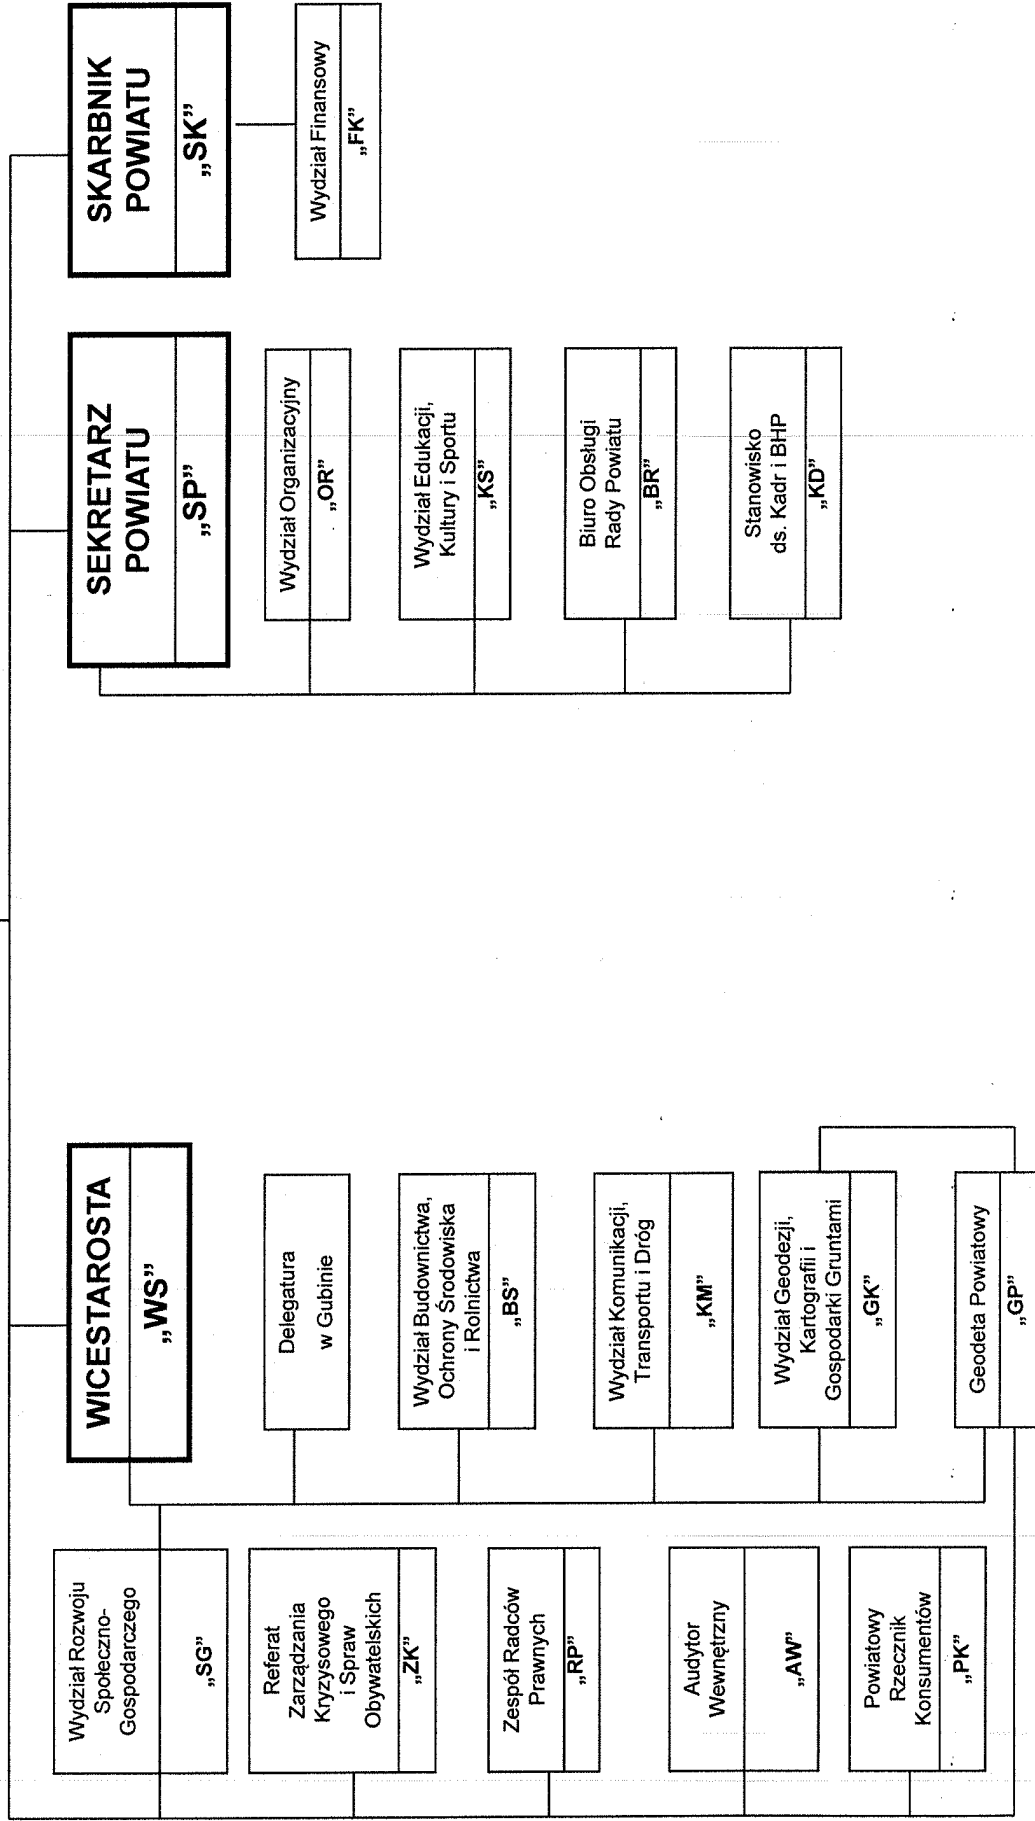 WICESTAROSTA
„WS”
SEKRETARZ
POWIATU
„SP”
SKARBNIK
POWIATU
„SK”
Wydział Rozwoju
Społeczno-
Gospodarczego
„SG”
Referat
Zarządzania
Kryzysowego
i Spraw
Obywatelskich
„ZK”
Zespół Radców
Prawnych
„RP”
Audytor
Wewnętrzny
„AW”
Powiatowy
Rzecznik
Konsumentów
„PK”
Delegatura
w Gubinie
Wydział Budownictwa,
Ochrony Środowiska
i Rolnictwa
„BS”
Wydział Komunikacji,
Transportu i Dróg
„KM”
Wydział Geodezji,
Kartografii i
Gospodarki Gruntami
„GK”
Geodeta Powiatowy
„GP”
Wydział Organizacyjny
„OR”
Wydział Edukacji,
Kultury i Sportu
„KS”
Biuro Obsługi
Rady Powiatu
„BR”
Stanowisko
ds. Kadr i BHP
„KD”
Wydział Finansowy
„FK”